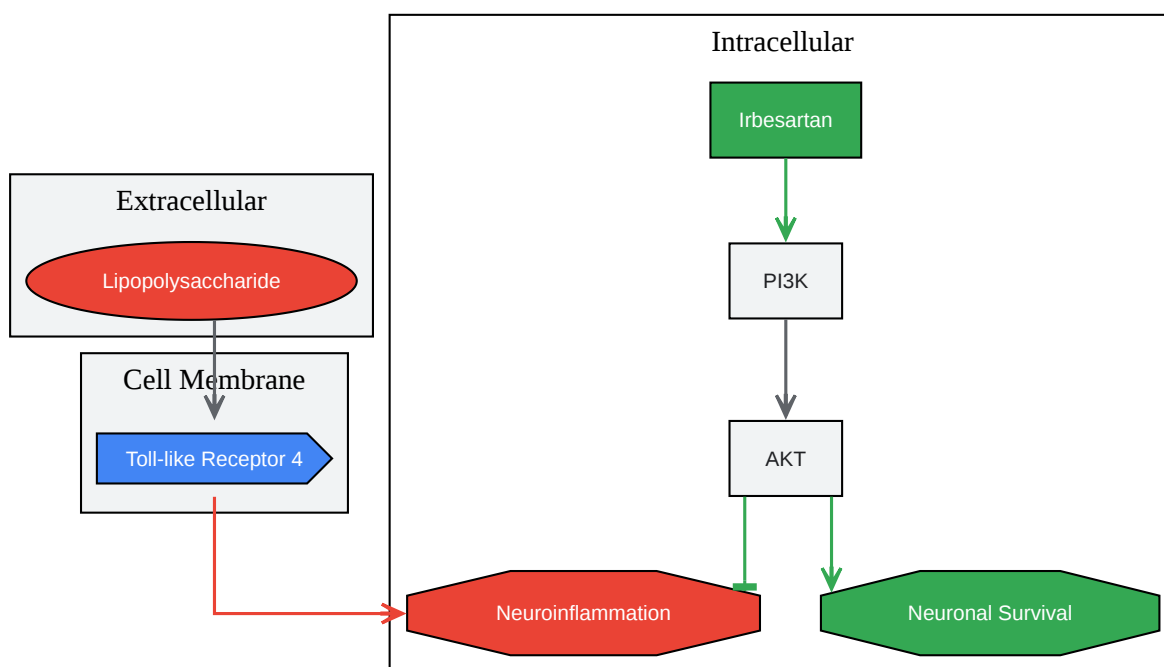 Intracellular
Irbesartan
Extracellular
Lipopolysaccharide
PI3K
Cell Membrane
Toll-like Receptor 4
AKT
Neuroinflammation
Neuronal Survival